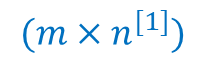 (m × n^[1])